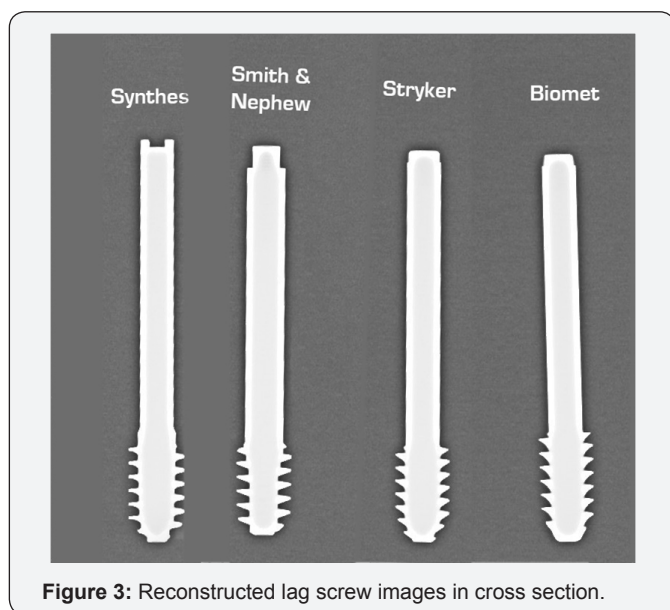 Synthes
Smith &
Nephew
Stryker
Biomet
Figure 3: Reconstructed lag screw images in cross section.